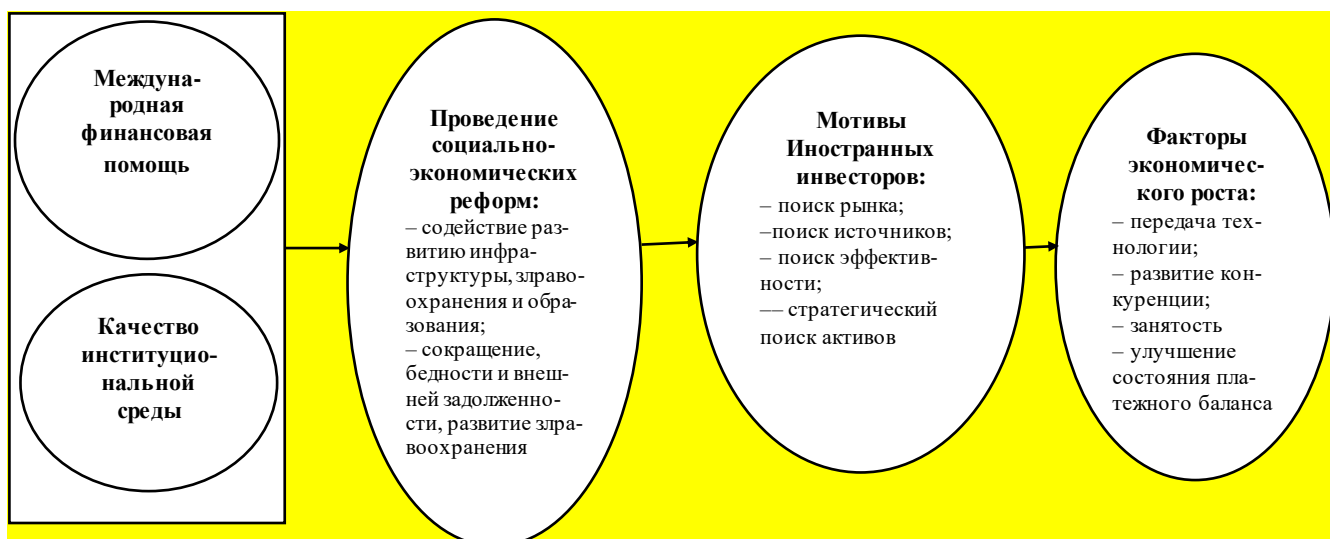 Междуна-
родная
финансовая
помощь
Качество
институцио-
нальной
среды
Проведение
социально-
экономических
реформ:
– содействие раз-
витию инфра-
структуры, злраво-
охранения и обра-
зования;
– сокращение,
бедности и внеш-
ней задолженно-
сти, развитие злра-
воохранения
Мотивы
Иностранных
инвесторов:
– поиск рынка;
–поиск источников;
– поиск эффектив-
ности;
–– стратегический
поиск активов
Факторы
экономичес-
кого роста:
– передача тех-
нологии;
– развитие кон-
куренции;
– занятость
– улучшение
состояния пла-
тежного баланса